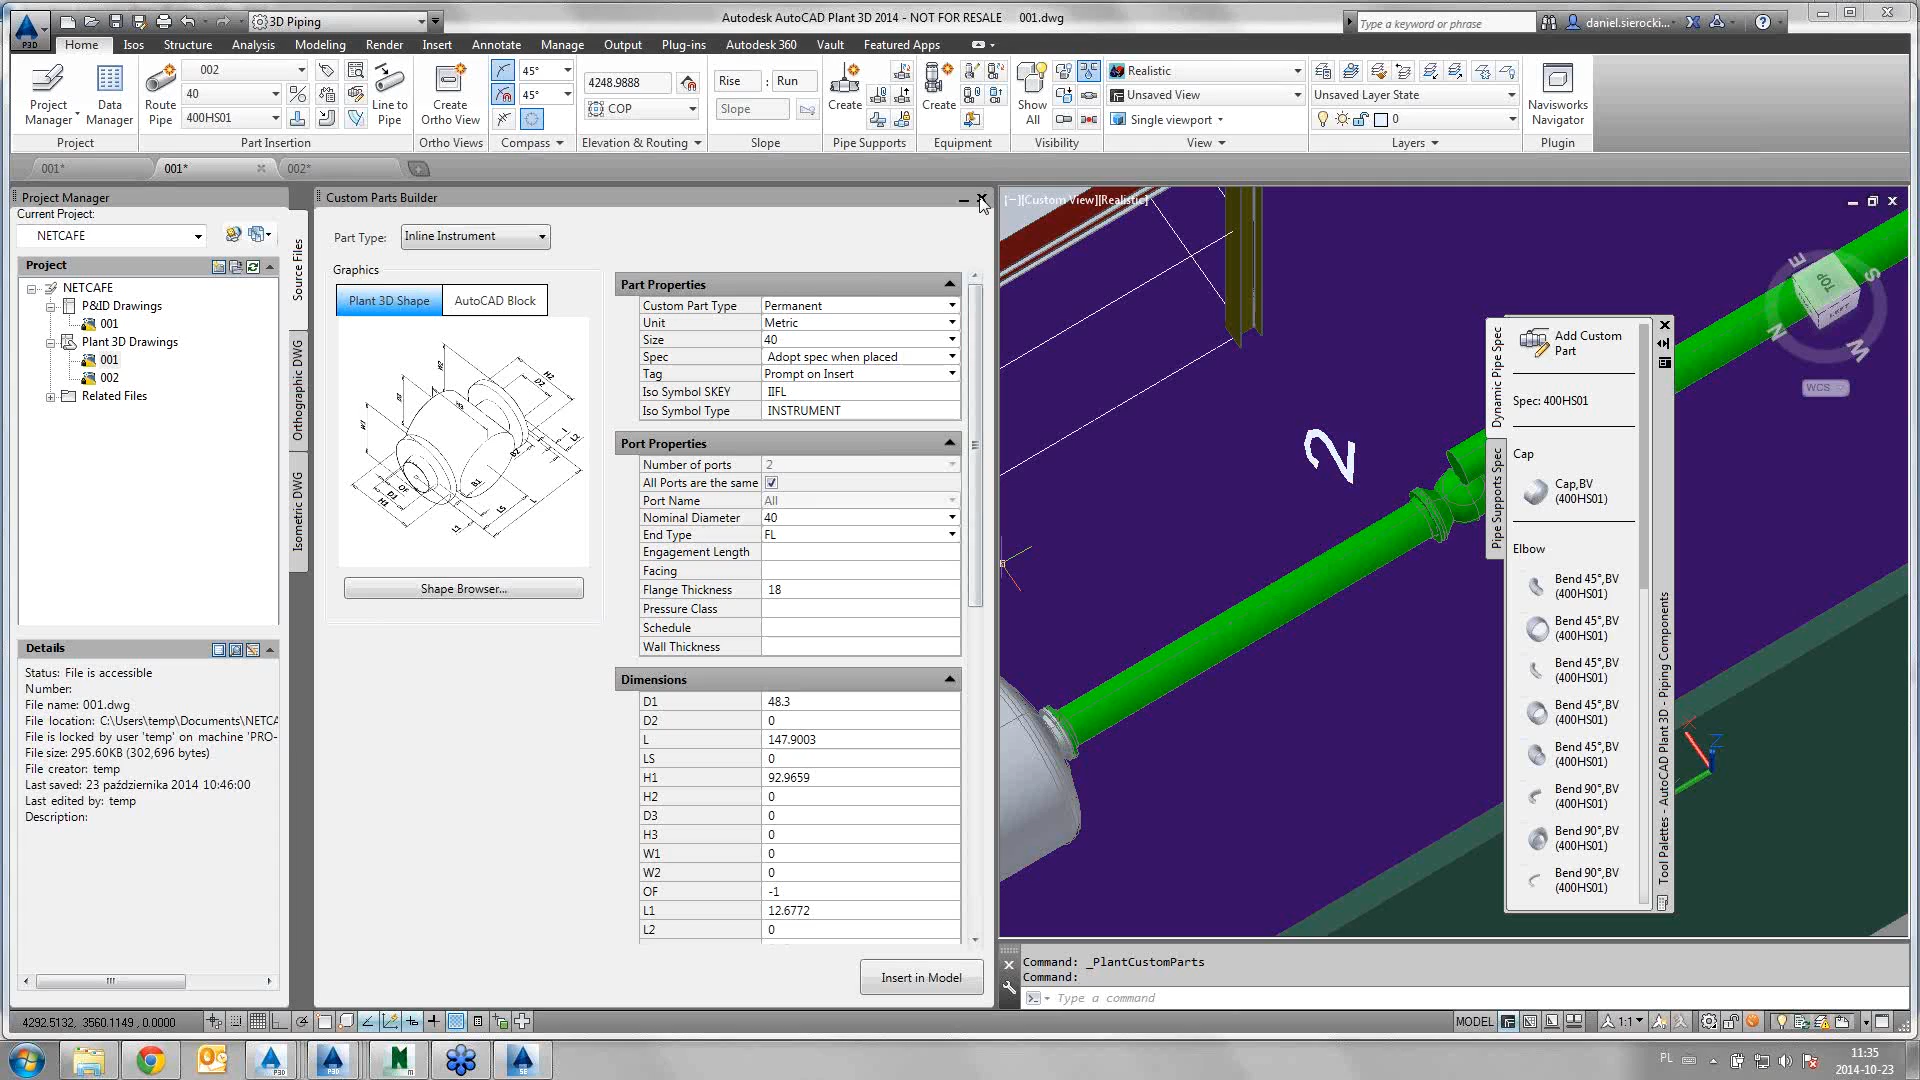 3D Piping
Autodesk AutoCAD Plant 3D 2014 - NOT FOR RESALE 001.dwg
Type a keyword or phrase
daniel.sierocki...
P3D
Home
Isos
Structure
Analysis
Modeling
Render
Insert
Annotate
Manage
Output
Plug-ins
Autodesk 360
Vault
Featured Apps
Project
Manager
Data
Manager
Route
Pipe
002
40
400HS01
Line to
Pipe
Create
Ortho View
45°
45°
4248.9888
COP
Rise : Run
Slope
Create
Create
Show
All
Realistic
Unsaved View
Single viewport
Unsaved Layer State
0
Navisworks
Navigator
Project
Part Insertion
Ortho Views
Compass
Elevation & Routing
Slope
Pipe Supports
Equipment
Visibility
View
Layers
Plugin
001*
001*
002*
Project Manager
Current Project:
NETCAFE
Project
NETCAFE
P&ID Drawings
001
Plant 3D Drawings
001
002
Related Files
Source Files
Orthographic DWG
Isometric DWG
Details
Status: File is accessible
Number:
File name: 001.dwg
File location: C:\Users\temp\Documents\NETCA
File is locked by user 'temp' on machine 'PRO-
File size: 295.60KB (302,696 bytes)
File creator: temp
Last saved: 23 października 2014 10:46:00
Last edited by: temp
Description:
Custom Parts Builder
Part Type:
Inline Instrument
Graphics
Plant 3D Shape
AutoCAD Block
Shape Browser...
Part Properties
Custom Part Type Permanent
Unit Metric
Size 40
Spec Adopt spec when placed
Tag Prompt on Insert
Iso Symbol SKEY IIFL
Iso Symbol Type INSTRUMENT
Port Properties
Number of ports 2
All Ports are the same
Port Name All
Nominal Diameter 40
End Type FL
Engagement Length
Facing
Flange Thickness 18
Pressure Class
Schedule
Wall Thickness
Dimensions
D1 48.3
D2 0
L 147.9003
LS 0
H1 92.9659
H2 0
D3 0
H3 0
W1 0
W2 0
OF -1
L1 12.6772
L2 0
Insert in Model
[−][Custom View][Realistic]
2
TOP
LEFT
E
S
N
W
WCS
Z
Dynamic Pipe Spec
Pipe Supports Spec
Add Custom
Part
Spec: 400HS01
Cap
Cap,BV
(400HS01)
Elbow
Bend 45°,BV
(400HS01)
Bend 45°,BV
(400HS01)
Bend 45°,BV
(400HS01)
Bend 45°,BV
(400HS01)
Bend 45°,BV
(400HS01)
Bend 90°,BV
(400HS01)
Bend 90°,BV
(400HS01)
Bend 90°,BV
(400HS01)
Tool Palettes - AutoCAD Plant 3D - Piping Components
Command: _PlantCustomParts
Command:
Type a command
4292.5132, 3560.1149 , 0.0000
MODEL
1:1
PL
11:35
2014-10-23